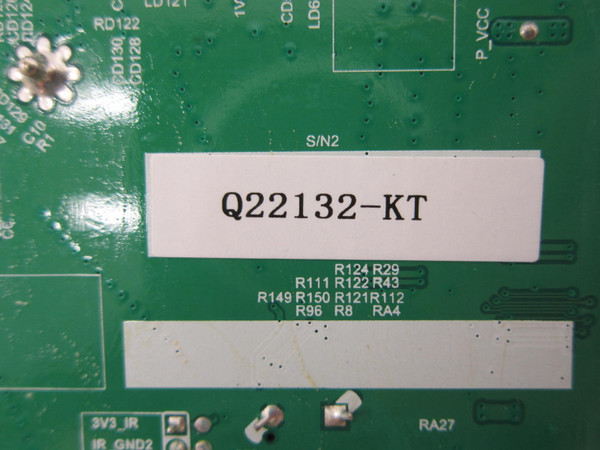 LD121
RD122
CD130
CD128
1V
CD
LD6
P_VCC
S/N2
Q22132-KT
R124 R29
R111 R122 R43
R149 R150 R121 R112
R96 R8 RA4
3V3_IR
IR_GND2
RA27